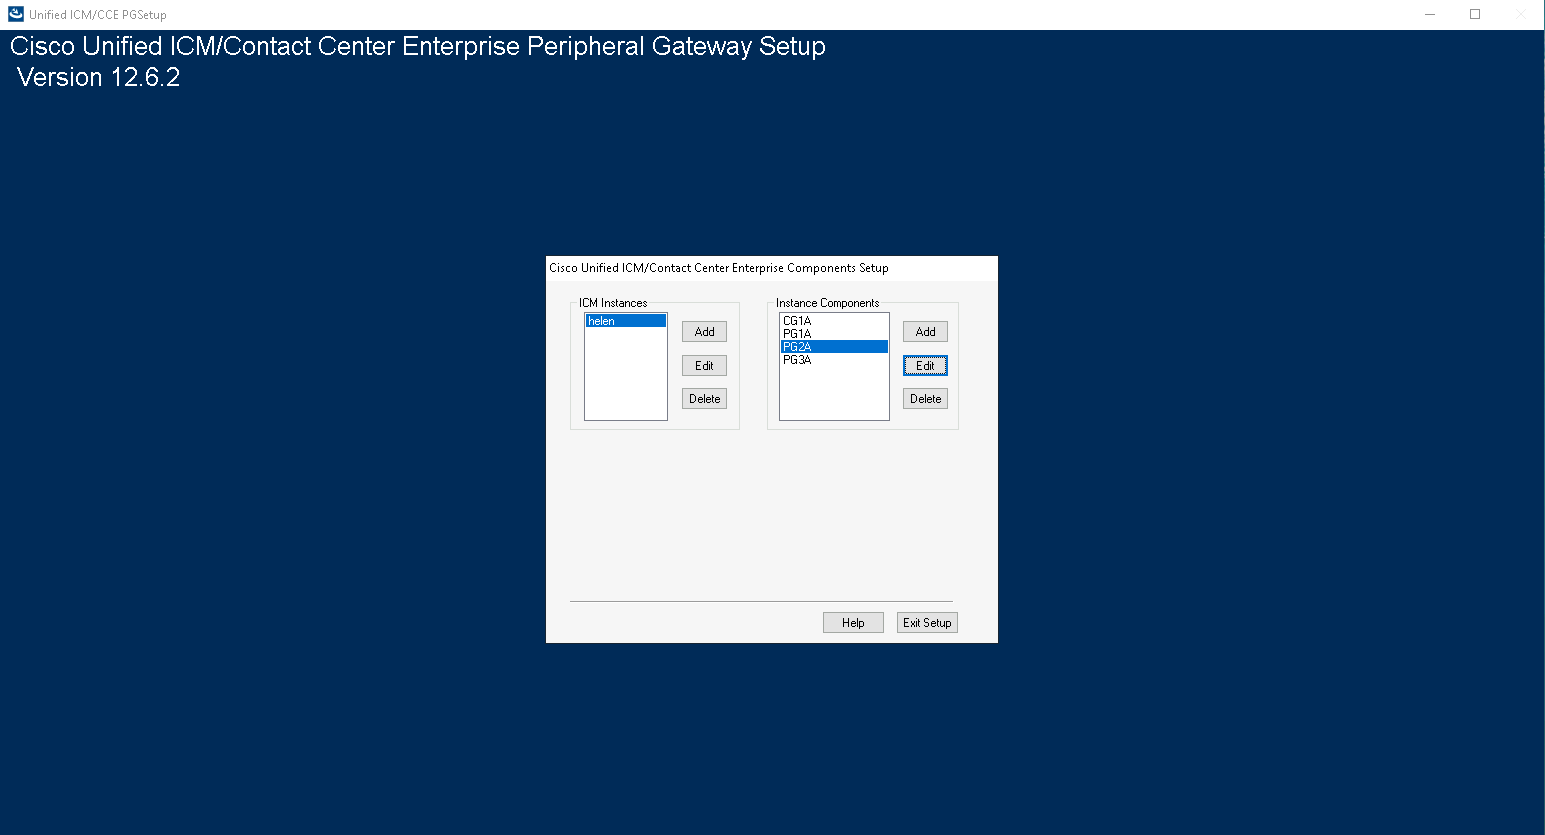 Unified ICM/CCE PGSetup
Cisco Unified ICM/Contact Center Enterprise Peripheral Gateway Setup
Version 12.6.2
Cisco Unified ICM/Contact Center Enterprise Components Setup
ICM Instances
helen
Add
Edit
Delete
Instance Components
CG1A
PG1A
PG2A
PG3A
Add
Edit
Delete
Help
Exit Setup